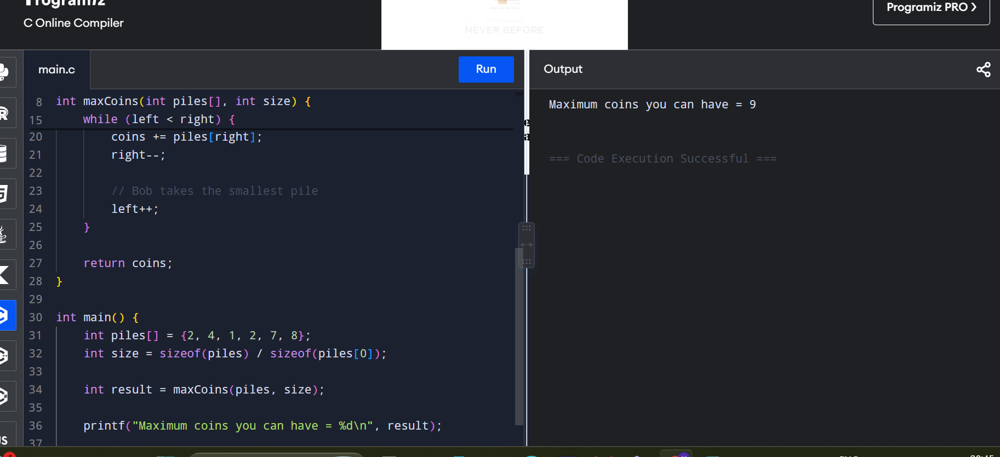 Programiz
C Online Compiler
NEVER BEFORE
Programiz PRO ❯
main.c
Run
Output
8 int maxCoins(int piles[], int size) {
15 while (left < right) {
20 coins += piles[right];
21 right--;
22
23 // Bob takes the smallest pile
24 left++;
25 }
26
27 return coins;
28 }
29
30 int main() {
31 int piles[] = {2, 4, 1, 2, 7, 8};
32 int size = sizeof(piles) / sizeof(piles[0]);
33
34 int result = maxCoins(piles, size);
35
36 printf("Maximum coins you can have = %d\n", result);
37
Maximum coins you can have = 9
=== Code Execution Successful ===